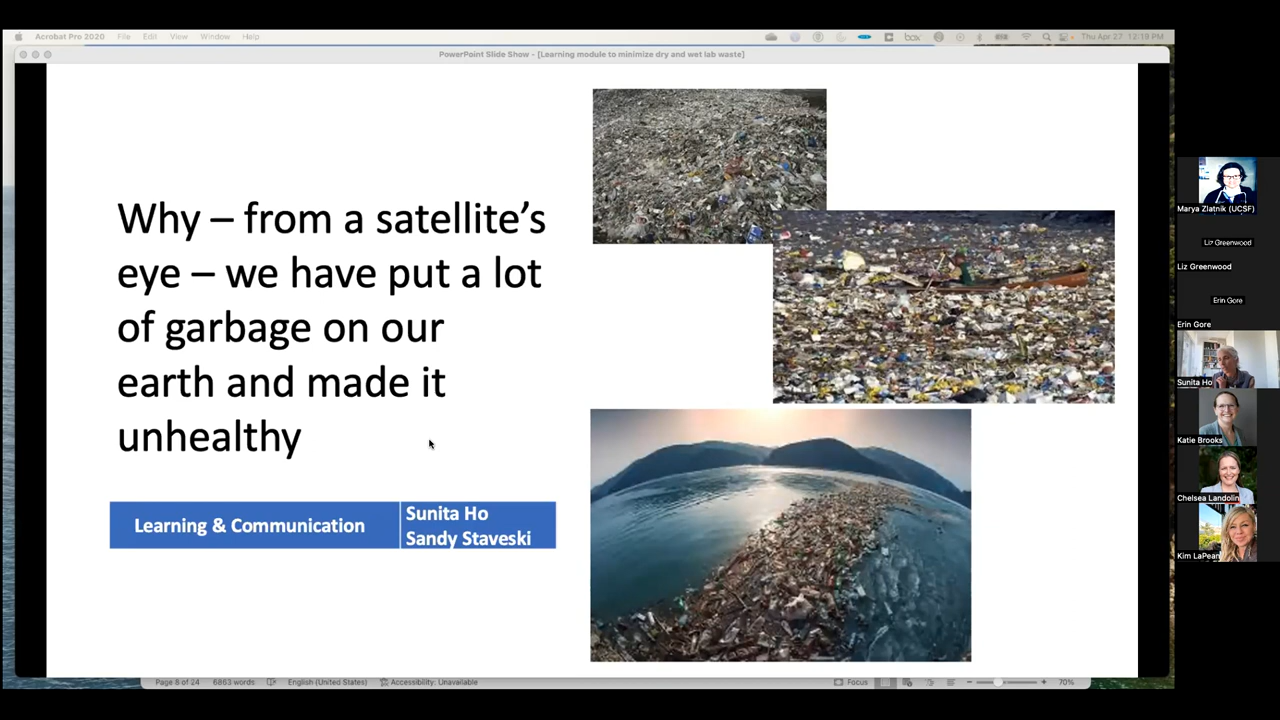 Acrobat Pro 2020 File Edit View Window Help
box
Thu Apr 27 12:19 PM
PowerPoint Slide Show - [Learning module to minimize dry and wet lab waste]
Why – from a satellite's
eye – we have put a lot
of garbage on our
earth and made it
unhealthy
Learning & Communication
Sunita Ho
Sandy Staveski
Marya Zlatnik (UCSF)
Liz Greenwood
Liz Greenwood
Erin Gore
Erin Gore
Sunita Ho
Katie Brooks
Chelsea Landolin
Kim LaPean
Page 8 of 24 6863 words English (United States) Accessibility: Unavailable Focus 70%